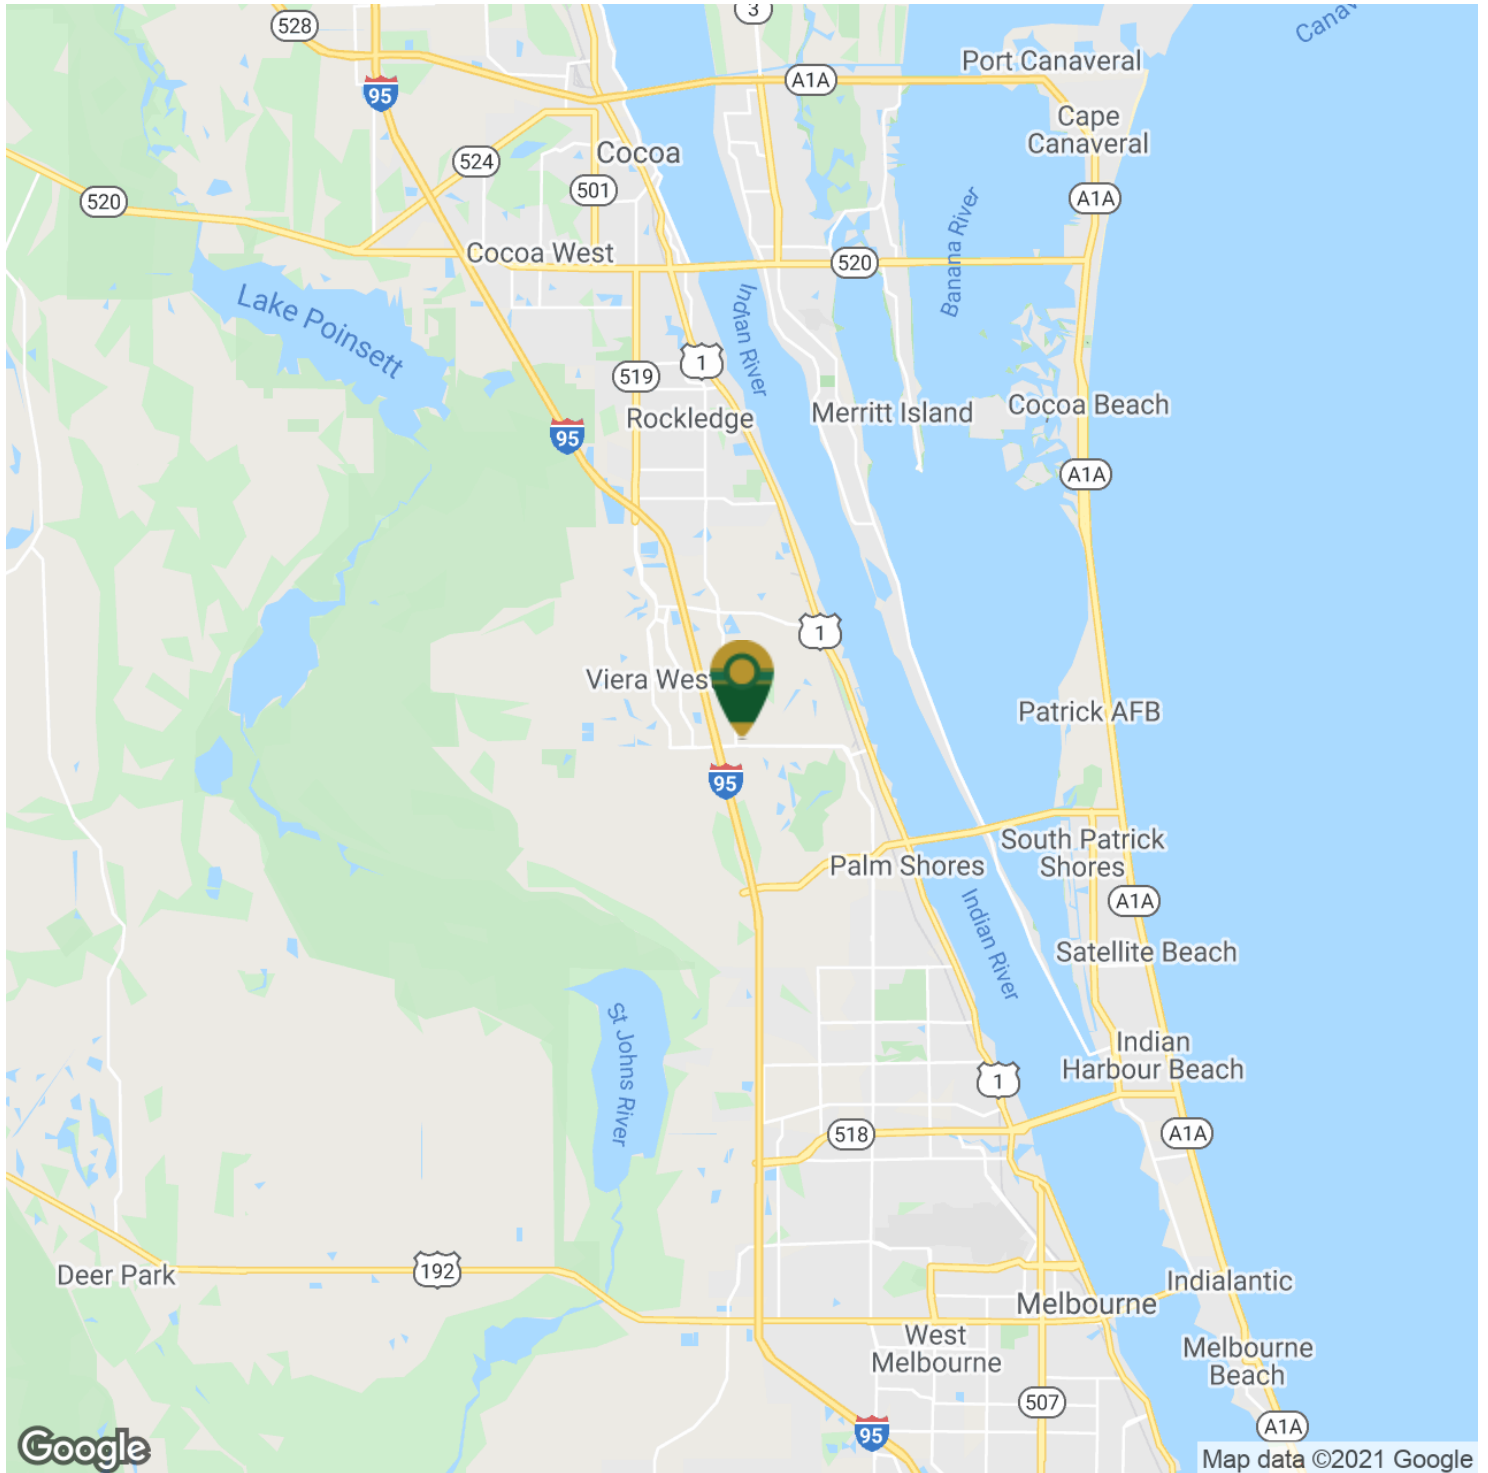 3
528
Canav
Port Canaveral
A1A
95
Cape
Canaveral
Cocoa
524
501
520
A1A
Banana River
Cocoa West
520
Lake Poinsett
Indian River
1
519
Cocoa Beach
Merritt Island
Rockledge
95
A1A
1
Viera West
Patrick AFB
95
South Patrick
Shores
Palm Shores
A1A
Indian River
Satellite Beach
St Johns River
Indian
Harbour Beach
1
518
A1A
192
Deer Park
Indialantic
Melbourne
West
Melbourne
Melbourne
Beach
507
A1A
95
Google
Map data ©2021 Google